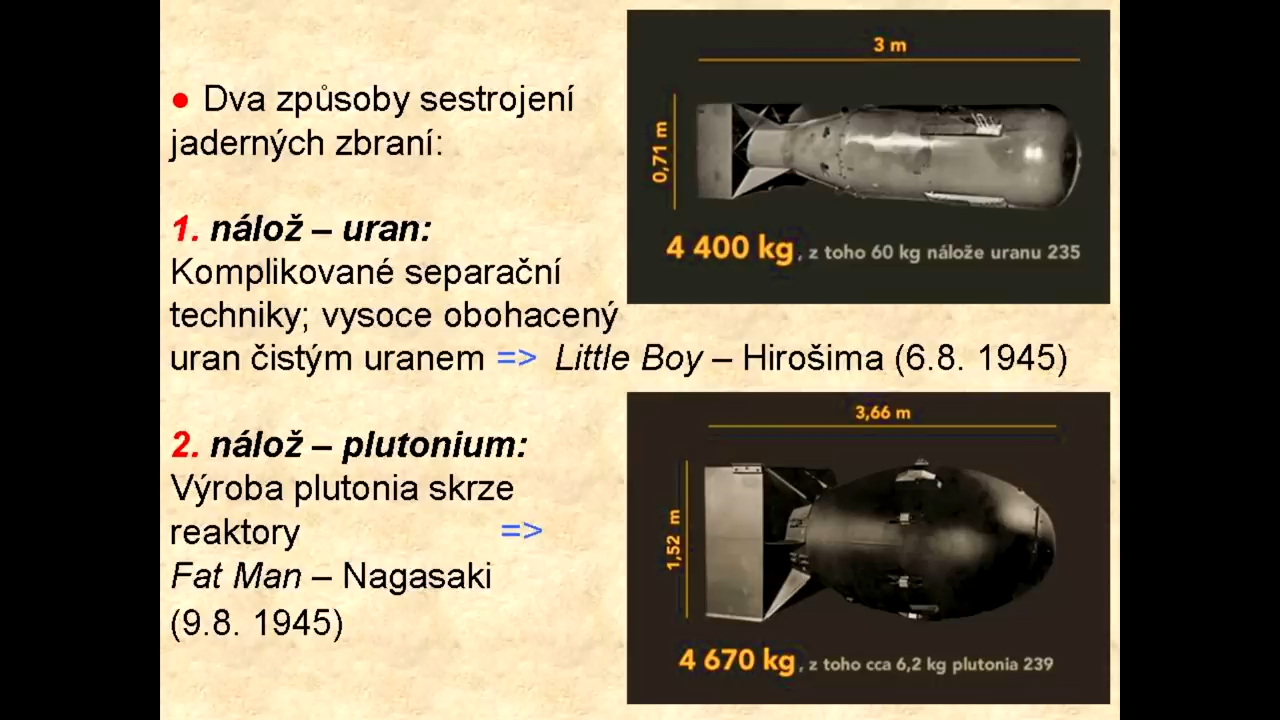 ● Dva způsoby sestrojení
jaderných zbraní:
1. nálož – uran:
Komplikované separační
techniky; vysoce obohacený
uran čistým uranem => Little Boy – Hirošima (6.8. 1945)
2. nálož – plutonium:
Výroba plutonia skrze
reaktory =>
Fat Man – Nagasaki
(9.8. 1945)
3 m
0,71 m
4 400 kg, z toho 60 kg nálože uranu 235
3,66 m
1,52 m
4 670 kg, z toho cca 6,2 kg plutonia 239